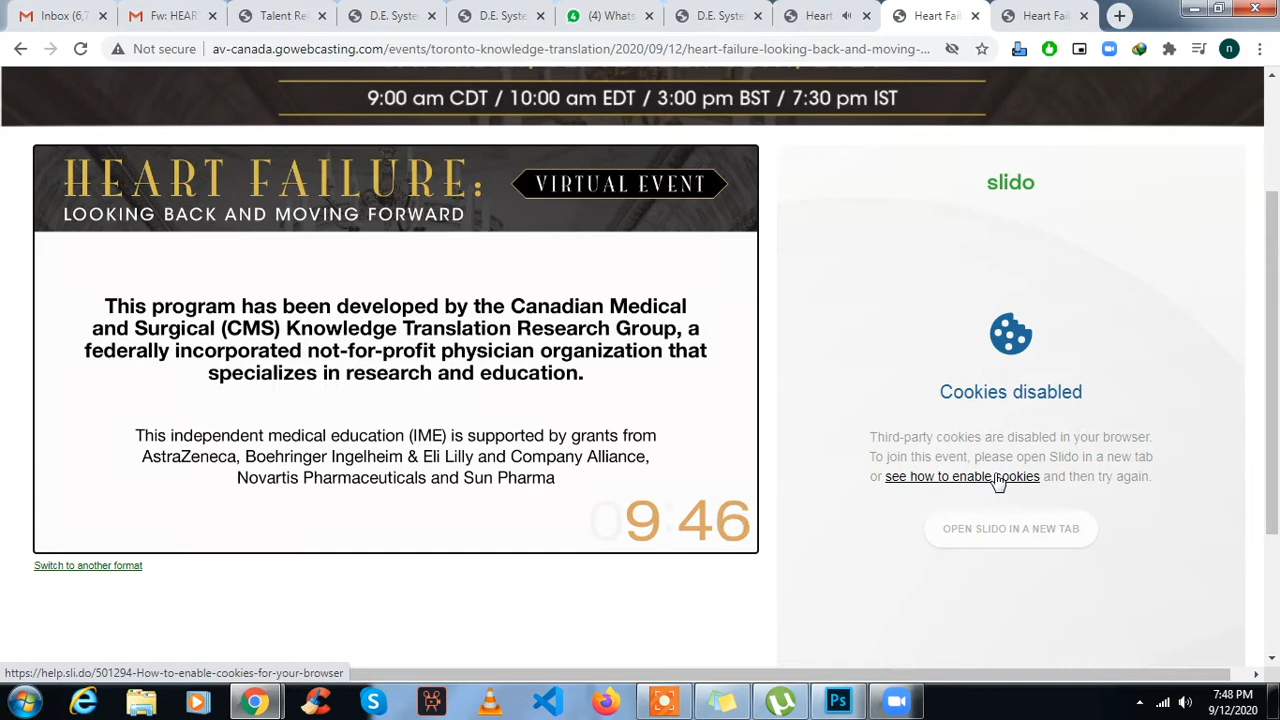 Inbox (6,7
Fw: HEAR
Talent Re
D.E. Syste
D.E. Syste
(4) Whats
D.E. Syst
Hear
Heart Fai
Heart Fail
Not secure
av-canada.gowebcasting.com/events/toronto-knowledge-translation/2020/09/12/heart-failure-looking-back-and-moving-...
n
9:00 am CDT / 10:00 am EDT / 3:00 pm BST / 7:30 pm IST
HEART FAILURE:
VIRTUAL EVENT
LOOKING BACK AND MOVING FORWARD
This program has been developed by the Canadian Medical
and Surgical (CMS) Knowledge Translation Research Group, a
federally incorporated not-for-profit physician organization that
specializes in research and education.
This independent medical education (IME) is supported by grants from
AstraZeneca, Boehringer Ingelheim & Eli Lilly and Company Alliance,
Novartis Pharmaceuticals and Sun Pharma
09:46
Switch to another format
slido
Cookies disabled
Third-party cookies are disabled in your browser.
To join this event, please open Slido in a new tab
or see how to enable cookies and then try again.
OPEN SLIDO IN A NEW TAB
https://help.sli.do/501294-How-to-enable-cookies-for-your-browser
Ps
7:48 PM
9/12/2020